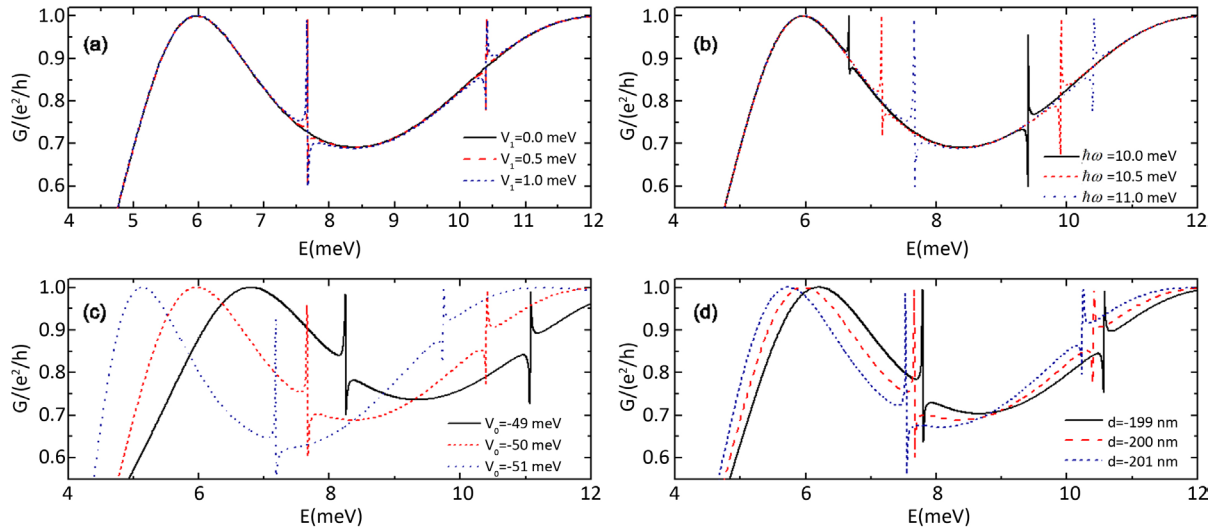 (a)
G/(e²/h)
1.0
0.9
0.8
0.7
0.6
V₁=0.0 meV
V₁=0.5 meV
V₁=1.0 meV
4 5 6 7 8 9 10 11 12
E(meV)
(b)
G/(e²/h)
1.0
0.9
0.8
0.7
0.6
ℏω=10.0 meV
ℏω=10.5 meV
ℏω=11.0 meV
4 6 8 10 12
E(meV)
(c)
G/(e²/h)
1.0
0.9
0.8
0.7
0.6
V₀=-49 meV
V₀=-50 meV
V₀=-51 meV
4 6 8 10 12
E(meV)
(d)
G/(e²/h)
1.0
0.9
0.8
0.7
0.6
d=-199 nm
d=-200 nm
d=-201 nm
4 6 8 10 12
E(meV)